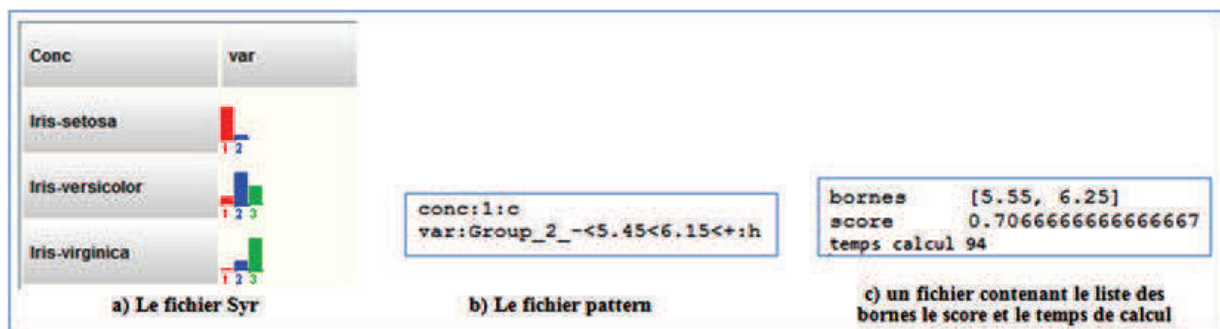 Conc var
Iris-setosa
1 2
Iris-versicolor
1 2 3
Iris-virginica
1 2 3
a) Le fichier Syr
conc:1:c
var:Group_2_-<5.45<6.15<+:h
b) Le fichier pattern
bornes [5.55, 6.25]
score 0.7066666666666667
temps calcul 94
c) un fichier contenant le liste des
bornes le score et le temps de calcul